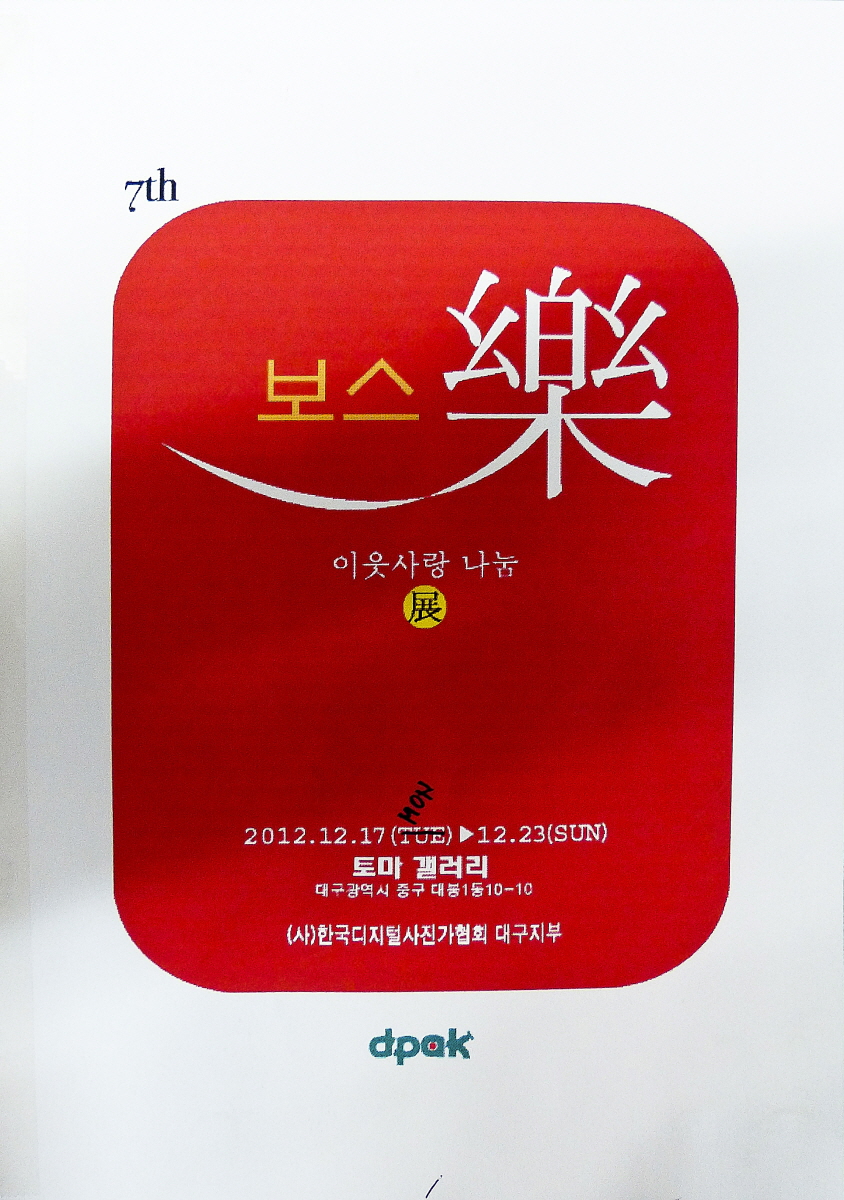 7th
보스 樂
이웃사랑 나눔
展
MON
2012.12.17(TUE)▶12.23(SUN)
토마 갤러리
대구광역시 중구 대봉1동10-10
(사)한국디지털사진가협회 대구지부
dpak